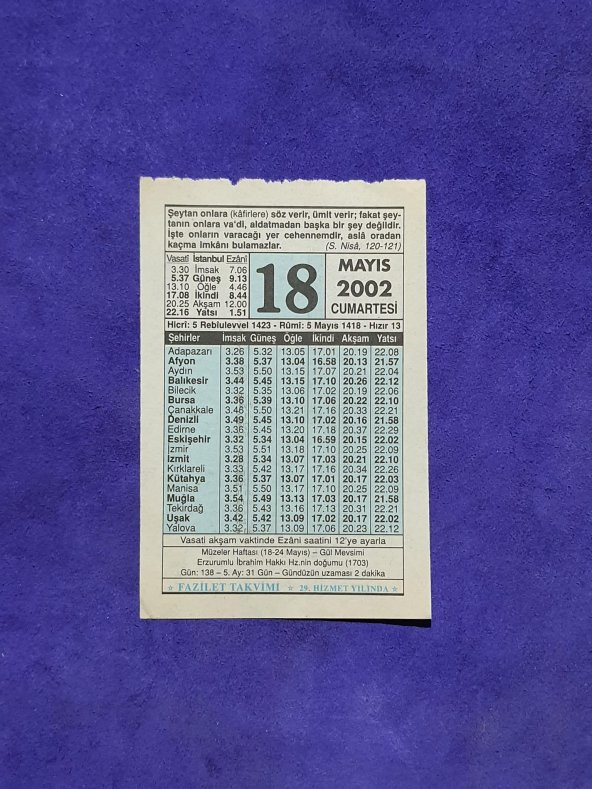 Şeytan onlara (kâfirlere) söz verir, ümit verir; fakat şey-
tanın onlara va'di, aldatmadan başka bir şey değildir.
İşte onların varacağı yer cehennemdir, aslâ oradan
kaçma imkânı bulamazlar. (S. Nisâ, 120-121)
Vasatî İstanbul Ezânî
3.30 İmsak 7.06
5.37 Güneş 9.13
13.10 Öğle 4.46
17.08 İkindi 8.44
20.25 Akşam 12.00
22.16 Yatsı 1.51
18
MAYIS
2002
CUMARTESİ
Hicrî: 5 Rebîulevvel 1423 - Rûmî: 5 Mayıs 1418 - Hızır 13
Şehirler İmsak Güneş Öğle İkindi Akşam Yatsı
Adapazarı 3.26 5.32 13.05 17.01 20.19 22.08
Afyon 3.38 5.37 13.04 16.58 20.13 21.57
Aydın 3.53 5.50 13.15 17.07 20.21 22.04
Balıkesir 3.44 5.45 13.15 17.10 20.26 22.12
Bilecik 3.32 5.35 13.06 17.02 20.19 22.06
Bursa 3.36 5.39 13.10 17.06 20.22 22.10
Çanakkale 3.48 5.50 13.21 17.16 20.33 22.21
Denizli 3.49 5.45 13.10 17.02 20.16 21.58
Edirne 3.36 5.45 13.20 17.18 20.37 22.29
Eskişehir 3.32 5.34 13.04 16.59 20.15 22.02
İzmir 3.53 5.51 13.18 17.10 20.25 22.09
İzmit 3.28 5.34 13.07 17.03 20.21 22.10
Kırklareli 3.33 5.42 13.17 17.16 20.34 22.26
Kütahya 3.36 5.37 13.07 17.01 20.17 22.03
Manisa 3.51 5.50 13.17 17.10 20.25 22.09
Muğla 3.54 5.49 13.13 17.03 20.17 21.58
Tekirdağ 3.36 5.43 13.16 17.13 20.31 22.21
Uşak 3.42 5.42 13.09 17.02 20.17 22.02
Yalova 3.32 5.37 13.09 17.06 20.23 22.12
Vasati akşam vaktinde Ezâni saatini 12'ye ayarla
Müzeler Haftası (18-24 Mayıs) – Gül Mevsimi
Erzurumlu İbrahim Hakkı Hz.nin doğumu (1703)
Gün: 138 – 5. Ay: 31 Gün – Gündüzün uzaması 2 dakika
★ FAZİLET TAKVİMİ ★ 29. HİZMET YILINDA ★